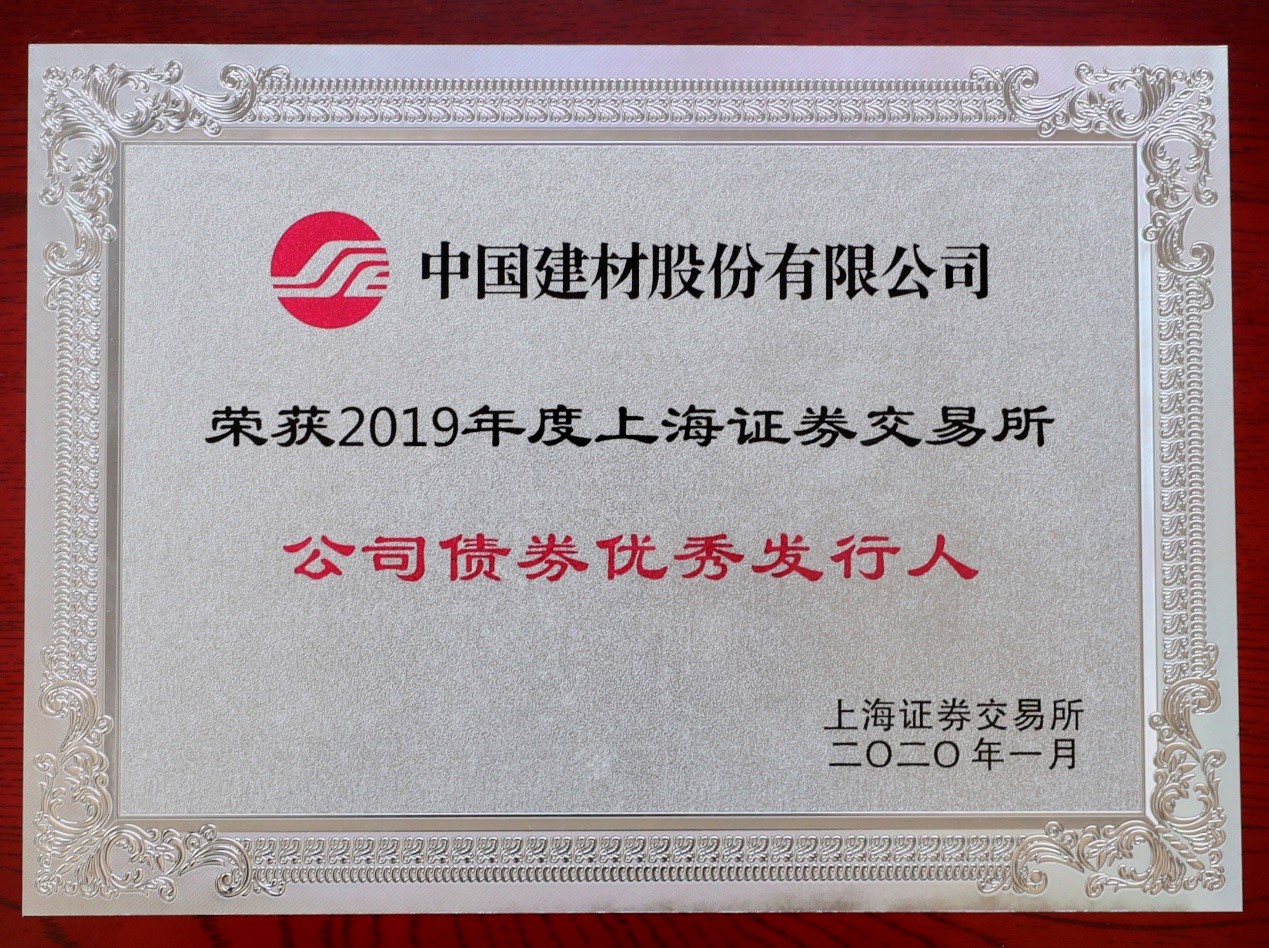 中国建材股份有限公司
荣获2019年度上海证券交易所
公司债券优秀发行人
上海证券交易所
二〇二〇年一月